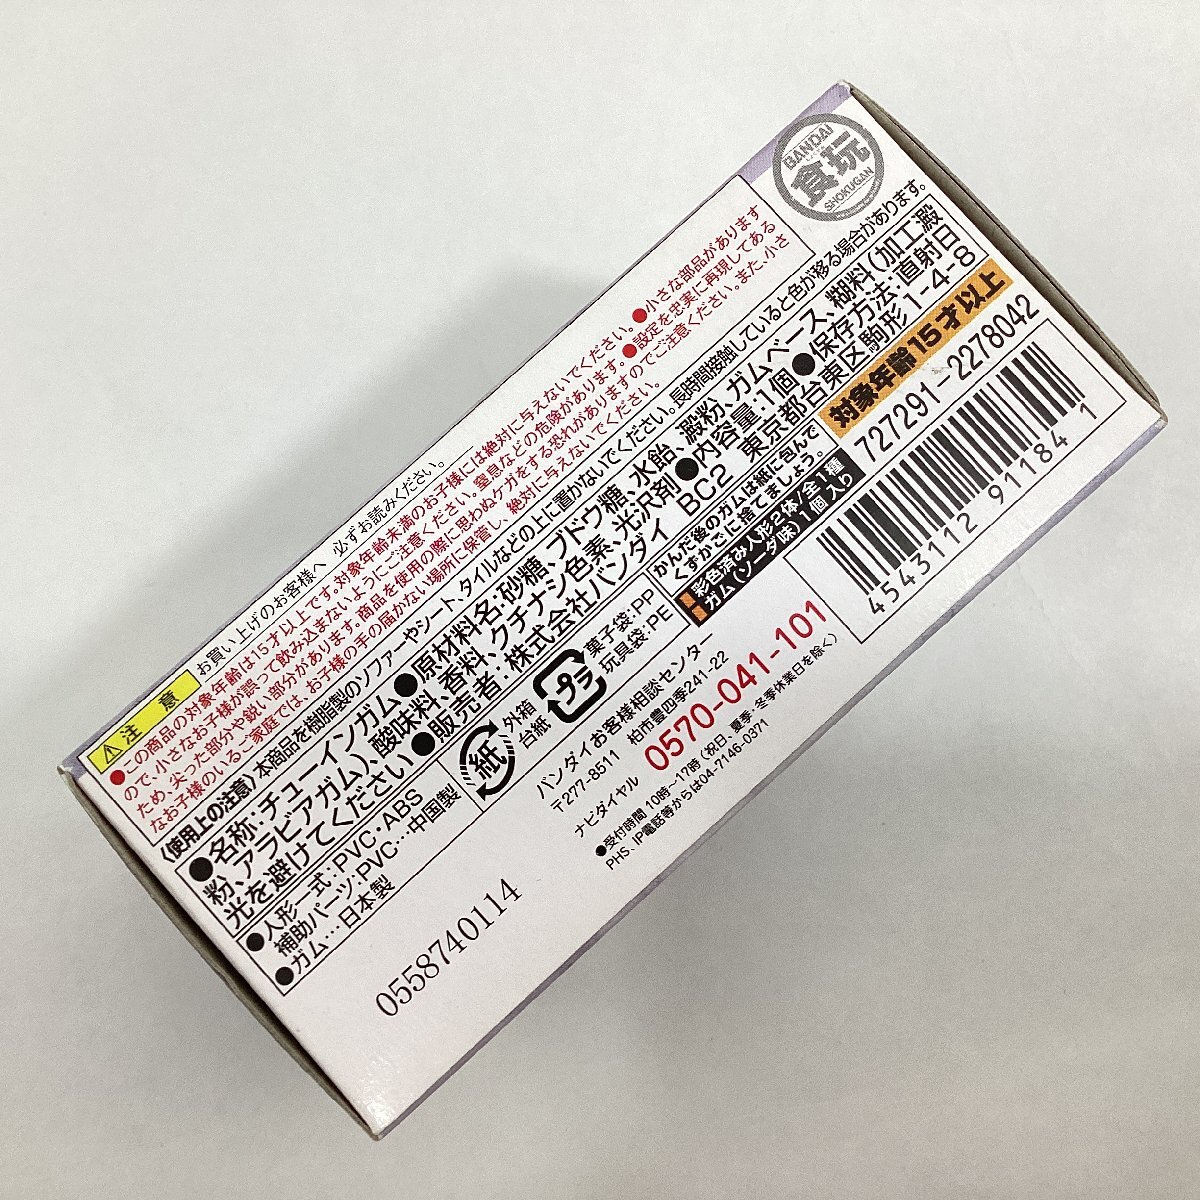 BANDAI
食玩
SHOKUGAN
注意
お買い上げのお客様へ 必ずお読みください。
●この商品の対象年齢は15才以上です。対象年齢未満のお子様には絶対に与えないでください。●小さな部品があります
ので、小さなお子様が誤って飲み込まないようにご注意ください。窒息などの危険があります。●設定を忠実に再現してある
ため、尖った部分や鋭い部分があります。商品を使用の際に思わぬケガをする恐れがありますのでご注意ください。また、小さ
なお子様のいるご家庭では、お子様の手の届かない場所に保管し、絶対に与えないでください。
〈使用上の注意〉本商品を樹脂製のソファーやシート、タイルなどの上に置かないでください。長時間接触していると色が移る場合があります。
●名称:チューインガム●原材料名:砂糖、ブドウ糖、水飴、澱粉、ガムベース、糊料(加工澱
粉、アラビアガム)、酸味料、香料、クチナシ色素、光沢剤●内容量:1個●保存方法:直射日
光を避けてください●販売者:株式会社バンダイ BC2 東京都台東区駒形1-4-8
●人形一式:PVC・ABS
補助パーツ:PVC…中国製
●ガム…日本製
紙
外箱
台紙
プラ
菓子袋:PP
玩具袋:PE
かんだ後のガムは紙に包んで
くずかごに捨てましょう。
彩色済み人形2体/全1種
ガム(ソーダ味)1個入り
対象年齢15才以上
727291-2278042
4543112 911841
バンダイお客様相談センター
〒277-8511 柏市豊四季241-22
ナビダイヤル 0570-041-101
●受付時間 10時〜17時(祝日、夏季・冬季休業日を除く)
PHS、IP電話等からは04-7146-0371
0558740114